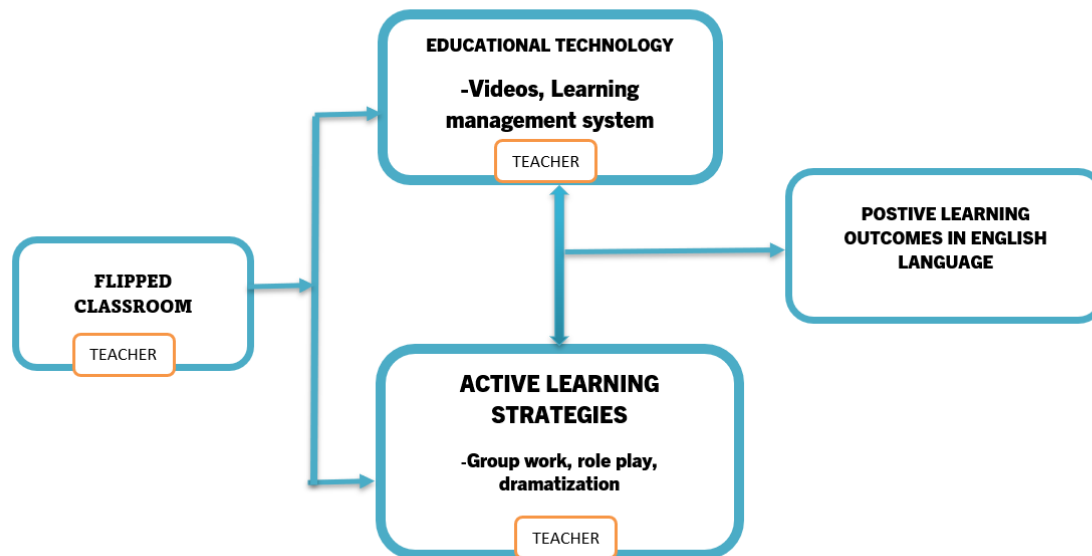 EDUCATIONAL TECHNOLOGY
-Videos, Learning
management system
TEACHER
FLIPPED
CLASSROOM
TEACHER
POSTIVE LEARNING
OUTCOMES IN ENGLISH
LANGUAGE
ACTIVE LEARNING
STRATEGIES
-Group work, role play,
dramatization
TEACHER